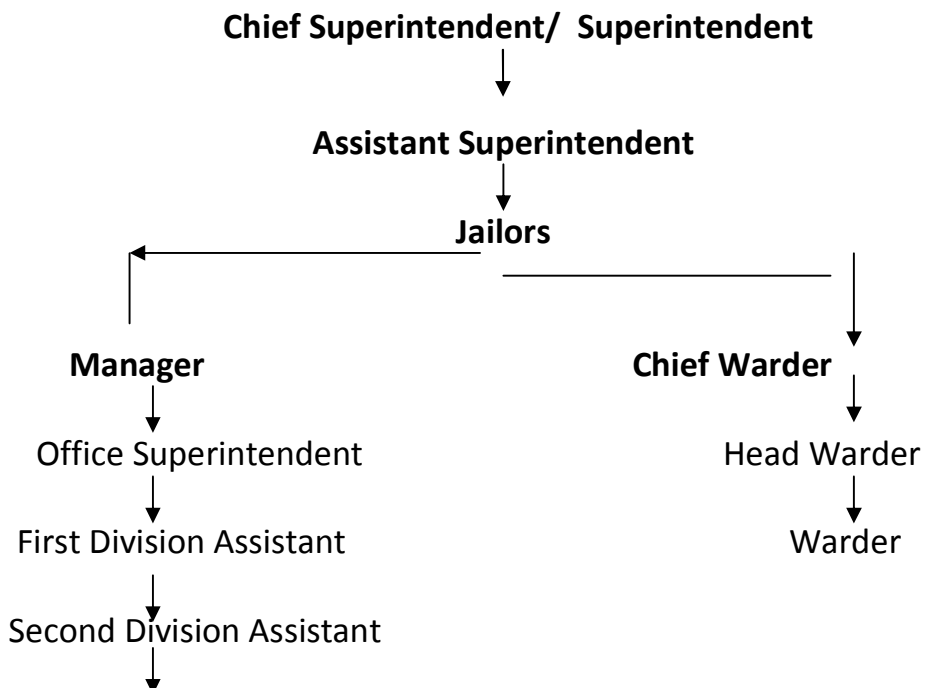 Chief Superintendent/ Superintendent
Assistant Superintendent
Jailors
Manager
Chief Warder
Office Superintendent
Head Warder
First Division Assistant
Warder
Second Division Assistant